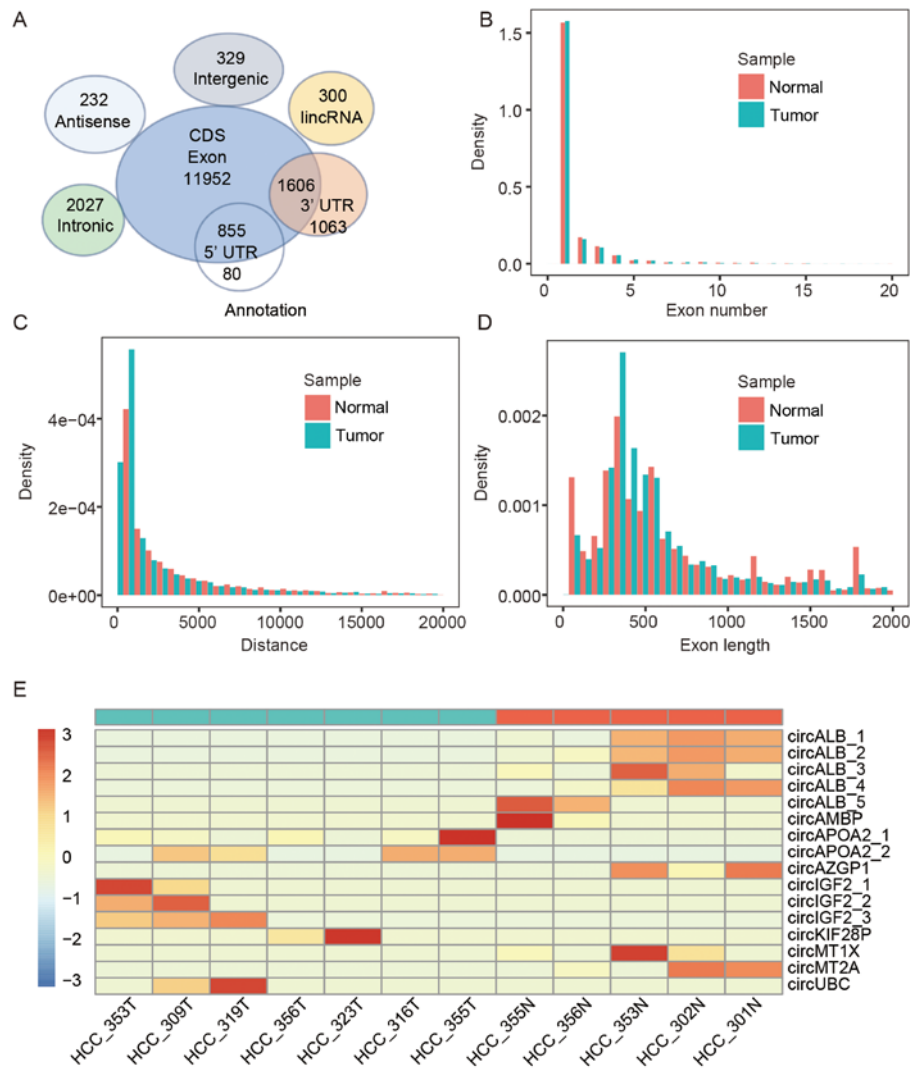 A
329
Intergenic
232
Antisense
300
lincRNA
CDS
Exon
11952
1606
3' UTR
1063
2027
Intronic
855
5' UTR
80
Annotation
B
Density
1.5
1.0
0.5
0.0
0 5 10 15 20
Exon number
Sample
Normal
Tumor
C
Density
4e−04
2e−04
0e+00
0 5000 10000 15000 20000
Distance
Sample
Normal
Tumor
D
Density
0.002
0.001
0.000
0 500 1000 1500 2000
Exon length
Sample
Normal
Tumor
E
3
2
1
0
−1
−2
−3
circALB_1
circALB_2
circALB_3
circALB_4
circALB_5
circAMBP
circAPOA2_1
circAPOA2_2
circAZGP1
circIGF2_1
circIGF2_2
circIGF2_3
circKIF28P
circMT1X
circMT2A
circUBC
HCC_353T
HCC_309T
HCC_319T
HCC_356T
HCC_323T
HCC_316T
HCC_355T
HCC_355N
HCC_356N
HCC_353N
HCC_302N
HCC_301N